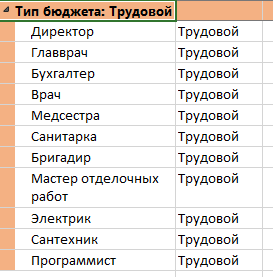 Тип бюджета: Трудовой
Директор Трудовой
Главврач Трудовой
Бухгалтер Трудовой
Врач Трудовой
Медсестра Трудовой
Санитарка Трудовой
Бригадир Трудовой
Мастер отделочных Трудовой
работ
Электрик Трудовой
Сантехник Трудовой
Программист Трудовой